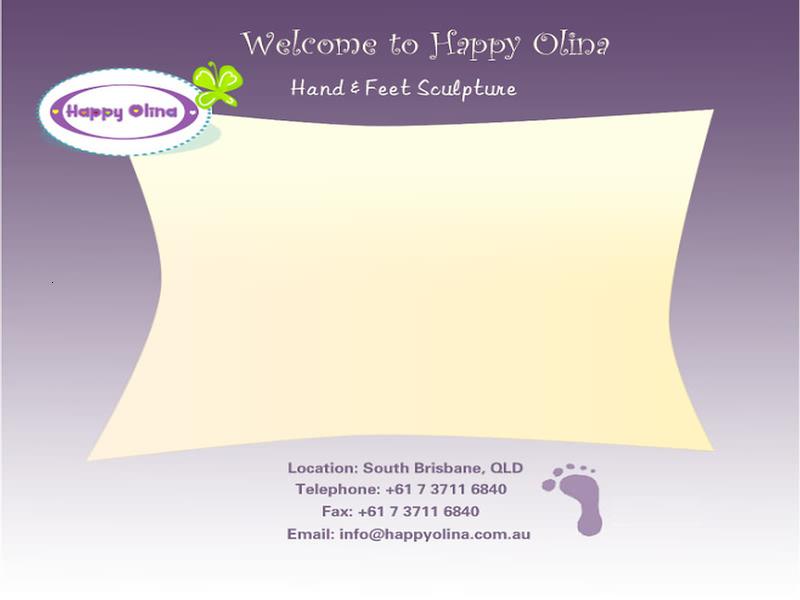 Welcome to Happy Olina
Hand & Feet Sculpture
Happy Olina
Location: South Brisbane, QLD
Telephone: +61 7 3711 6840
Fax: +61 7 3711 6840
Email: info@happyolina.com.au